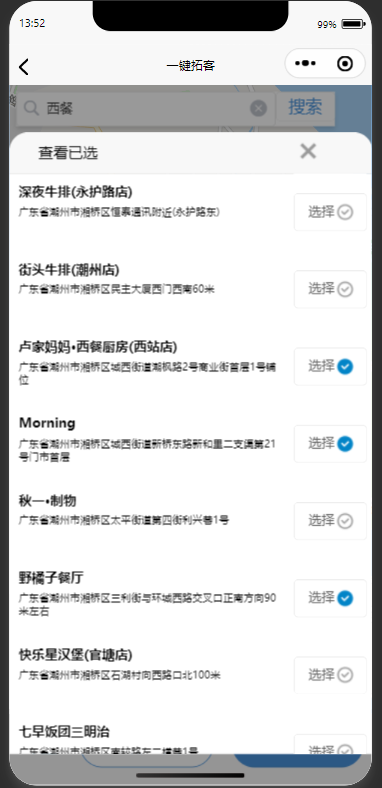 13:52
99%
一键拓客
西餐
搜索
查看已选
深夜牛排(永护路店)
广东省潮州市湘桥区恒泰通讯附近(永护路东)
选择
街头牛排(潮州店)
广东省潮州市湘桥区民主大厦西门西南60米
选择
卢家妈妈•西餐厨房(西站店)
广东省潮州市湘桥区城西街道潮枫路2号商业街首层1号铺
位
选择
Morning
广东省潮州市湘桥区城西街道新桥东路新和里二支编第21
号门市首层
选择
秋一•制物
广东省潮州市湘桥区太平街道第四街利兴巷1号
选择
野橘子餐厅
广东省潮州市湘桥区三利街与环城西路交叉口正南方向90
米左右
选择
快乐星汉堡(官塘店)
广东省潮州市湘桥区石湖村向西路口北100米
选择
七早饭团三明治
选择